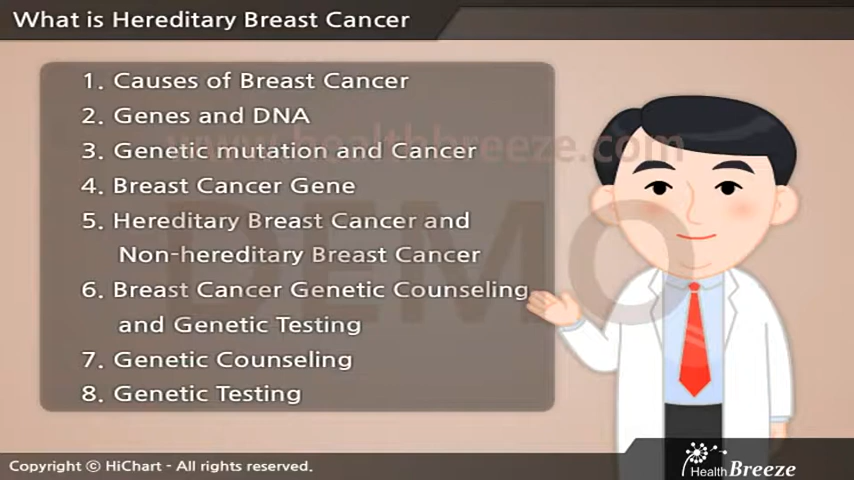 What is Hereditary Breast Cancer
1. Causes of Breast Cancer
2. Genes and DNA
www.healthbreeze.com
3. Genetic mutation and Cancer
4. Breast Cancer Gene
5. Hereditary Breast Cancer and
Non-hereditary Breast Cancer
DEMO
6. Breast Cancer Genetic Counseling
and Genetic Testing
7. Genetic Counseling
8. Genetic Testing
Copyright ⓒ HiChart - All rights reserved.
Health Breeze